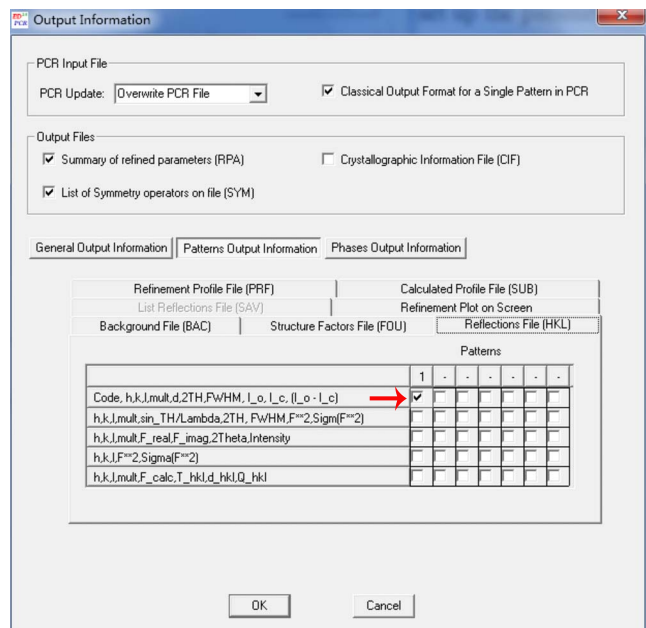 ED
PCR
Output Information
PCR Input File
PCR Update: Overwrite PCR File
Classical Output Format for a Single Pattern in PCR
Output Files
Summary of refined parameters (RPA)
Crystallographic Information File (CIF)
List of Symmetry operators on file (SYM)
General Output Information
Patterns Output Information
Phases Output Information
Refinement Profile File (PRF)
Calculated Profile File (SUB)
List Reflections File (SAV)
Refinement Plot on Screen
Background File (BAC)
Structure Factors File (FOU)
Reflections File (HKL)
Patterns
1 - - - - - -
Code, h,k,l,mult,d,2TH,FWHM, I_o, I_c, (I_o - I_c)
h,k,l,mult,sin_TH/Lambda,2TH, FWHM,F**2,Sigm(F**2)
h,k,l,mult,F_real,F_imag,2Theta,Intensity
h,k,l,F**2,Sigma(F**2)
h,k,l,mult,F_calc,T_hkl,d_hkl,Q_hkl
OK
Cancel